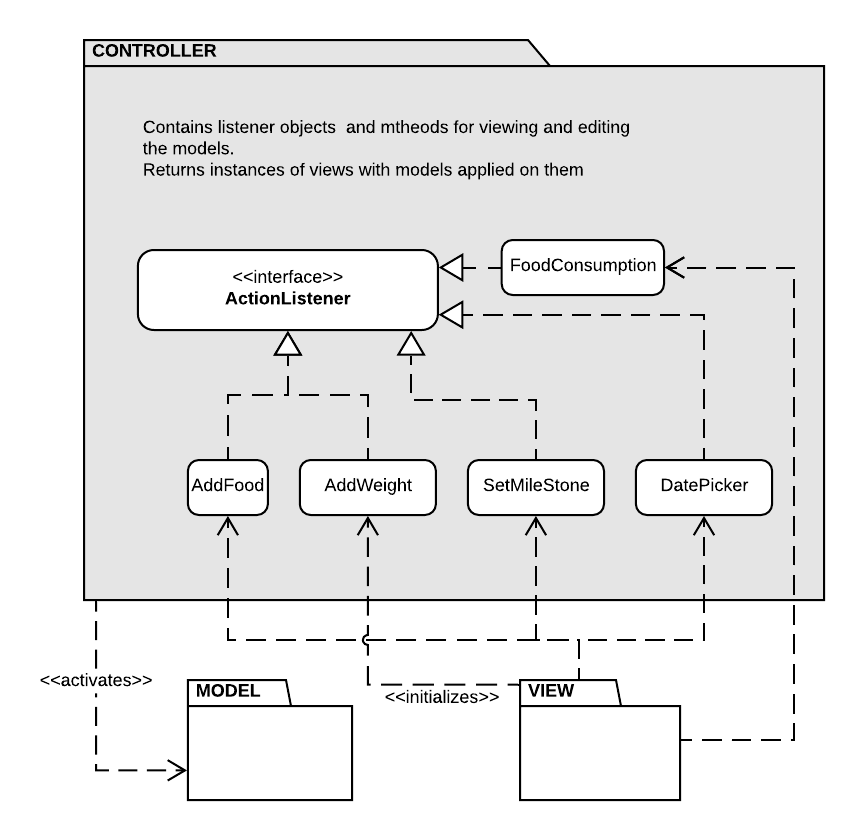 CONTROLLER
Contains listener objects  and mtheods for viewing and editing
the models.
Returns instances of views with models applied on them
<<interface>>
ActionListener
FoodConsumption
AddFood
AddWeight
SetMileStone
DatePicker
<<activates>>
MODEL
<<initializes>>
VIEW